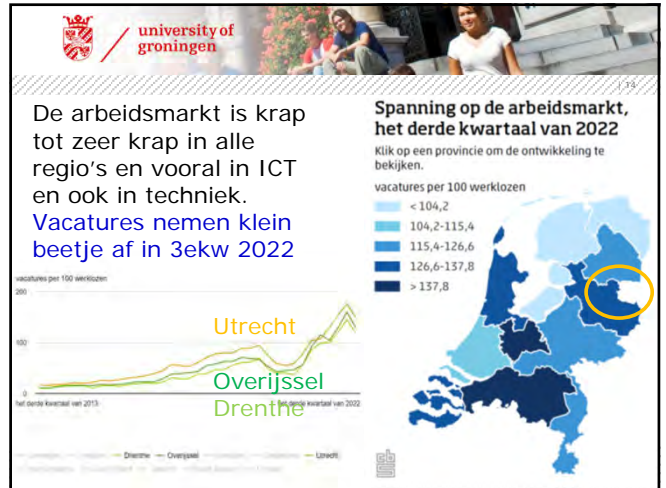 university of
groningen
| 14
De arbeidsmarkt is krap
tot zeer krap in alle
regio's en vooral in ICT
en ook in techniek.
Vacatures nemen klein
beetje af in 3ekw 2022
vacatures per 100 werklozen
200
100
0
Utrecht
Overijssel
Drenthe
het derde kwartaal van 2013
het derde kwartaal van 2022
Drenthe
Overijssel
Utrecht
Spanning op de arbeidsmarkt,
het derde kwartaal van 2022
Klik op een provincie om de ontwikkeling te
bekijken.
vacatures per 100 werklozen
< 104,2
104,2-115,4
115,4-126,6
126,6-137,8
> 137,8